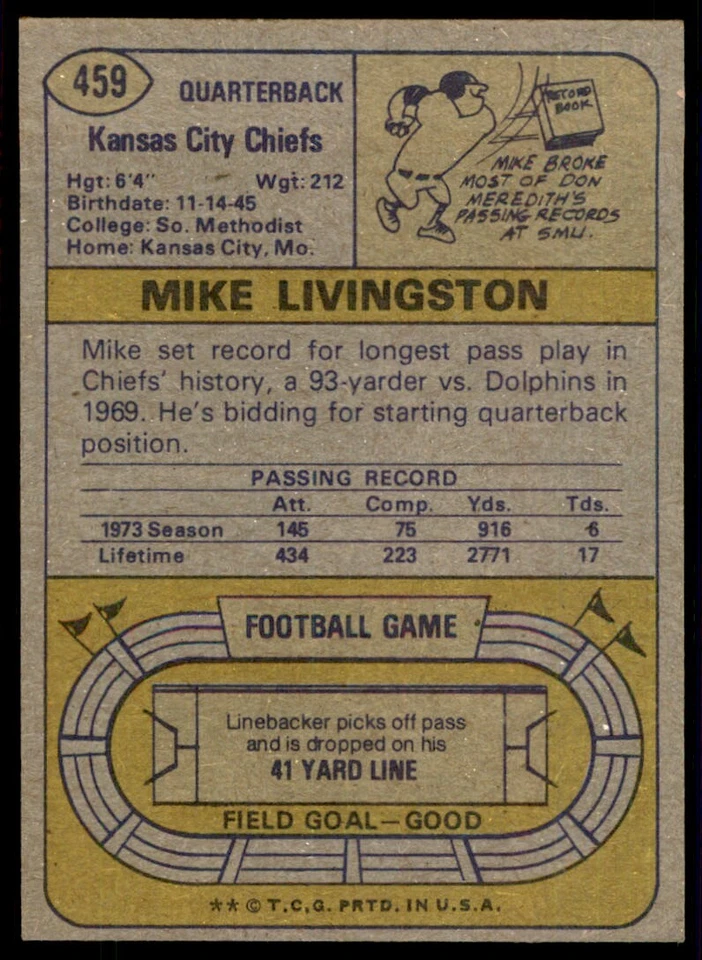 459
QUARTERBACK
Kansas City Chiefs
Hgt: 6'4" Wgt: 212
Birthdate: 11-14-45
College: So. Methodist
Home: Kansas City, Mo.
RECORD
BOOK
MIKE BROKE
MOST OF DON
MEREDITH'S
PASSING RECORDS
AT SMU.
MIKE LIVINGSTON
Mike set record for longest pass play in
Chiefs' history, a 93-yarder vs. Dolphins in
1969. He's bidding for starting quarterback
position.
PASSING RECORD
Att. Comp. Yds. Tds.
1973 Season 145 75 916 6
Lifetime 434 223 2771 17
FOOTBALL GAME
Linebacker picks off pass
and is dropped on his
41 YARD LINE
FIELD GOAL—GOOD
** © T.C.G. PRTD. IN U.S.A.